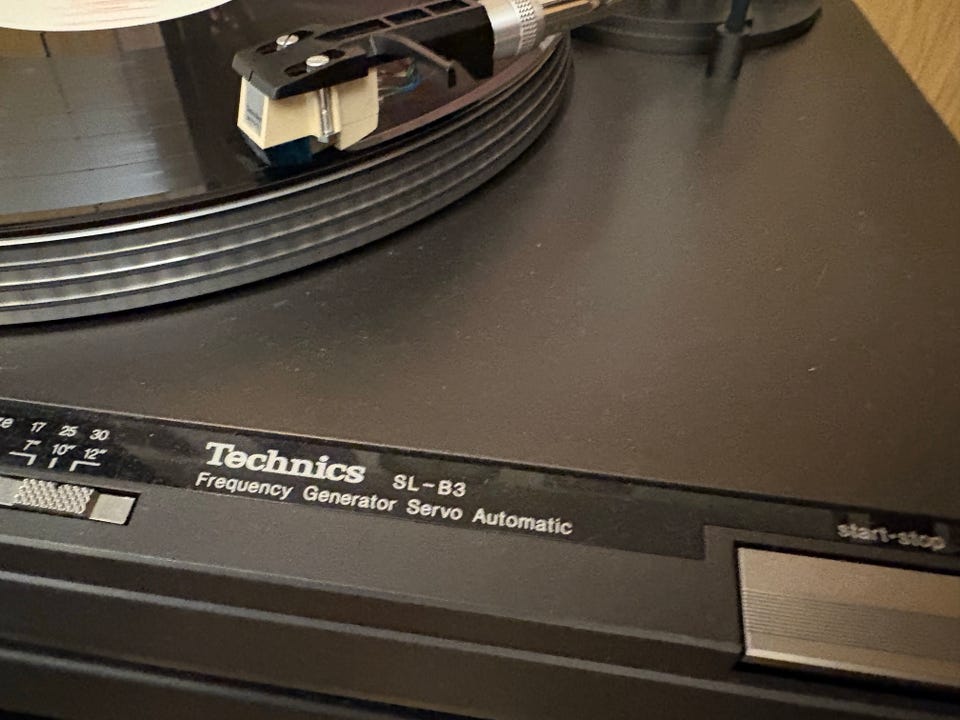 17 25 30
7" 10" 12"
Technics SL-B3
Frequency Generator Servo Automatic
start-stop